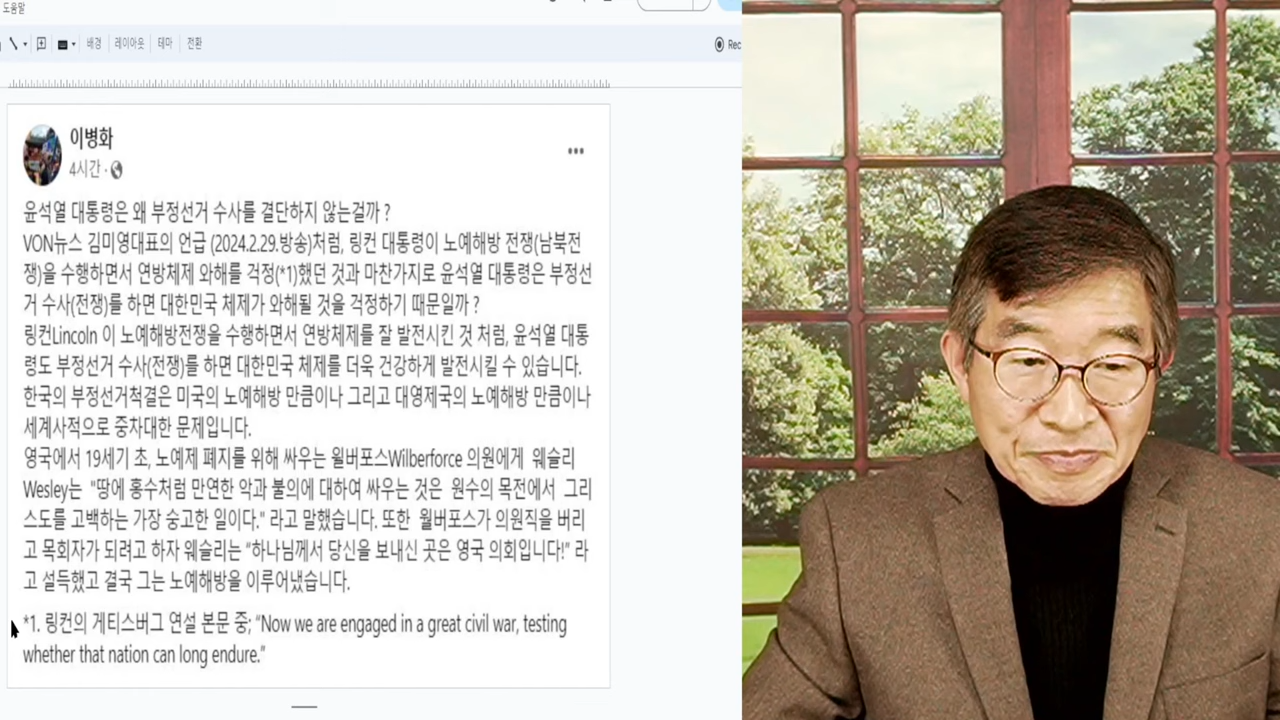 도움말
배경 레이아웃 테마 전환
Rec
이병화
4시간
윤석열 대통령은 왜 부정선거 수사를 결단하지 않는걸까 ?
VON뉴스 김미영대표의 언급 (2024.2.29.방송)처럼, 링컨 대통령이 노예해방 전쟁(남북전
쟁)을 수행하면서 연방체제 와해를 걱정(*1)했던 것과 마찬가지로 윤석열 대통령은 부정선
거 수사(전쟁)를 하면 대한민국 체제가 와해될 것을 걱정하기 때문일까 ?
링컨Lincoln 이 노예해방전쟁을 수행하면서 연방체제를 잘 발전시킨 것 처럼, 윤석열 대통
령도 부정선거 수사(전쟁)를 하면 대한민국 체제를 더욱 건강하게 발전시킬 수 있습니다.
한국의 부정선거척결은 미국의 노예해방 만큼이나 그리고 대영제국의 노예해방 만큼이나
세계사적으로 중차대한 문제입니다.
영국에서 19세기 초, 노예제 폐지를 위해 싸우는 윌버포스Wilberforce 의원에게 웨슬리
Wesley는 "땅에 홍수처럼 만연한 악과 불의에 대하여 싸우는 것은 원수의 목전에서 그리
스도를 고백하는 가장 숭고한 일이다." 라고 말했습니다. 또한 윌버포스가 의원직을 버리
고 목회자가 되려고 하자 웨슬리는 "하나님께서 당신을 보내신 곳은 영국 의회입니다!" 라
고 설득했고 결국 그는 노예해방을 이루어냈습니다.
*1. 링컨의 게티스버그 연설 본문 중; “Now we are engaged in a great civil war, testing
whether that nation can long endure.”